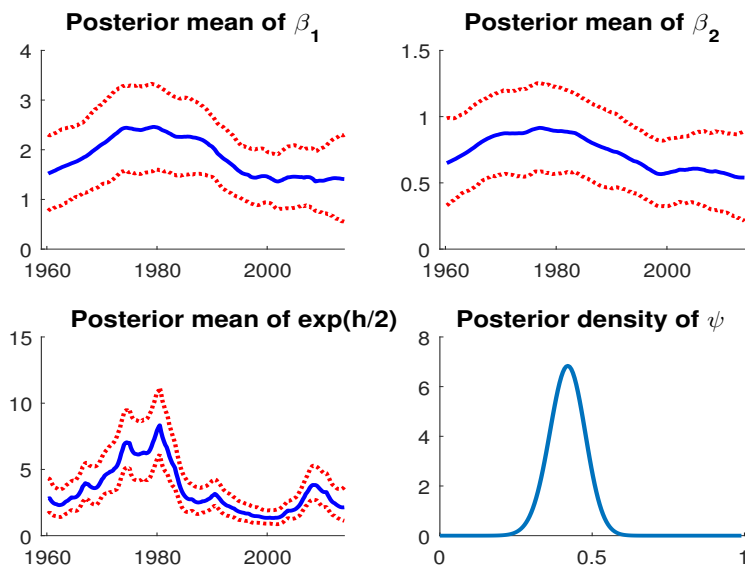 Posterior mean of β1
4
3
2
1
0
1960 1980 2000
Posterior mean of β2
1.5
1
0.5
0
1960 1980 2000
Posterior mean of exp(h/2)
15
10
5
0
1960 1980 2000
Posterior density of ψ
8
6
4
2
0
0 0.5 1